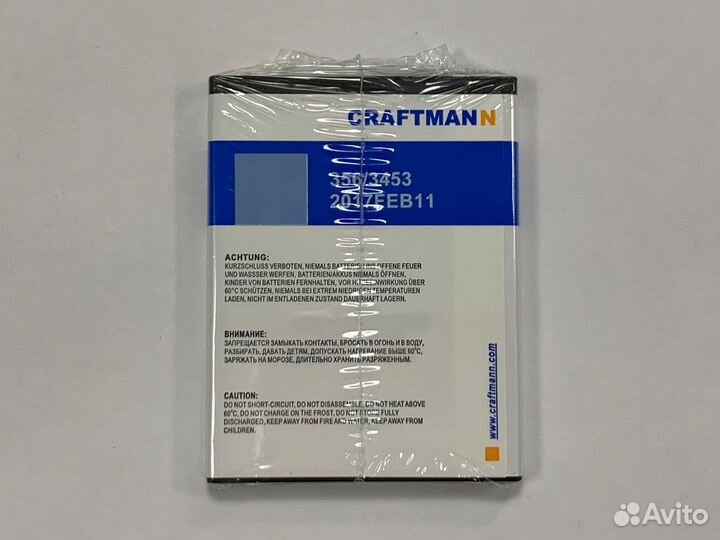 CRAFTMANN
356/3453
2017FEB11
ACHTUNG:
KURZSCHLUSS VERBOTEN, NIEMALS BATTERIEN INS OFFENE FEUER
UND WASSSER WERFEN, BATTERIEN/AKKUS NIEMALS ÖFFNEN,
KINDER VON BATTERIEN FERNHALTEN, VOR HITZEEINWIRKUNG ÜBER
60°C SCHÜTZEN, NIEMALS BEI EXTREM NIEDRIGEN TEMPERATUREN
LADEN, NICHT IM ENTLADENEN ZUSTAND DAUERHAFT LAGERN.
ВНИМАНИЕ:
ЗАПРЕЩАЕТСЯ ЗАМЫКАТЬ КОНТАКТЫ, БРОСАТЬ В ОГОНЬ И В ВОДУ,
РАЗБИРАТЬ, ДАВАТЬ ДЕТЯМ, ДОПУСКАТЬ НАГРЕВАНИЕ ВЫШЕ 60°C,
ЗАРЯЖАТЬ НА МОРОЗЕ, ДЛИТЕЛЬНО ХРАНИТЬ РАЗРЯЖЕННЫМ.
CAUTION:
DO NOT SHORT-CIRCUIT, DO NOT DISASSEMBLE, DO NOT HEAT ABOVE
60°C, DO NOT CHARGE ON THE FROST, DO NOT STORE FULLY
DISCHARGED, KEEP AWAY FROM FIRE AND WATER, KEEP AWAY FROM
CHILDREN.
www.craftmann.com
Avito